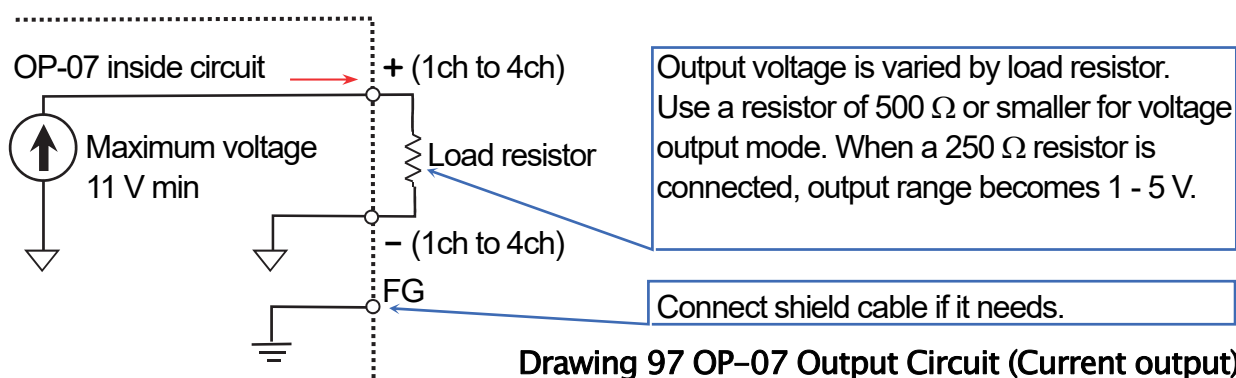 OP-07 inside circuit
+ (1ch to 4ch)
Maximum voltage
11 V min
Load resistor
− (1ch to 4ch)
FG
Output voltage is varied by load resistor.
Use a resistor of 500 Ω or smaller for voltage
output mode. When a 250 Ω resistor is
connected, output range becomes 1 - 5 V.
Connect shield cable if it needs.
Drawing 97 OP−07 Output Circuit (Current output)